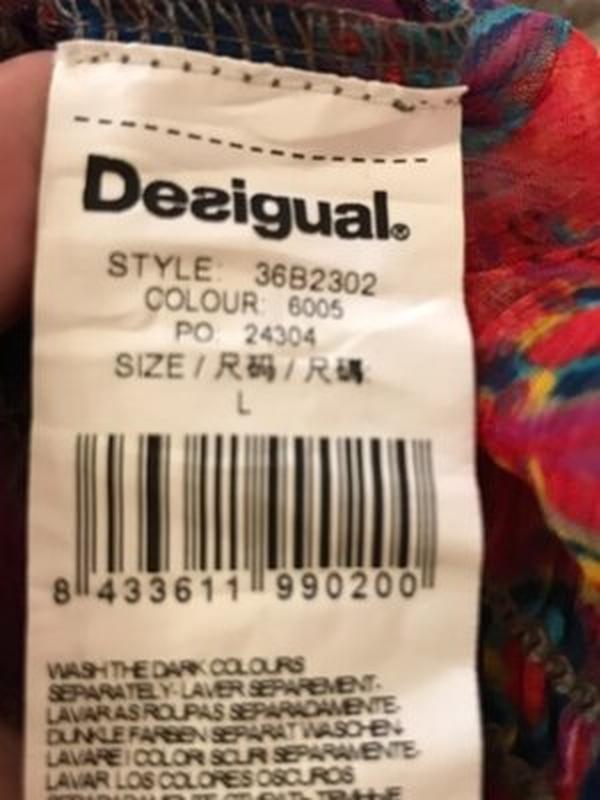 Desigual®
STYLE: 36B2302
COLOUR: 6005
PO: 24304
SIZE / 尺码 / 尺碼
L
8 433611 990200
WASH THE DARK COLOURS
SEPARATELY-LAVER SEPAREMENT-
LAVAR AS ROUPAS SEPARADAMENTE-
DUNKLE FARBEN SEPARAT WASCHEN-
LAVARE I COLORI SCURI SEPARAMENTE-
LAVAR LOS COLORES OSCUROS